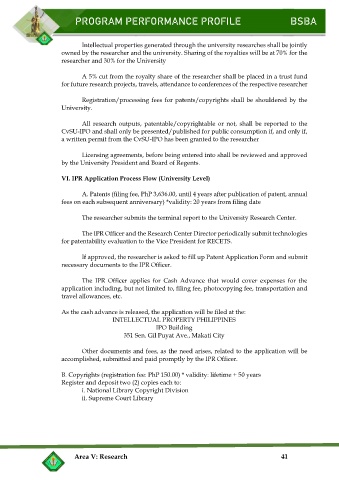 PROGRAM PERFORMANCE PROFILE BSBA
Intellectual properties generated through the university researches shall be jointly
owned by the researcher and the university. Sharing of the royalties will be at 70% for the
researcher and 30% for the University
A 5% cut from the royalty share of the researcher shall be placed in a trust fund
for future research projects, travels, attendance to conferences of the respective researcher
Registration/processing fees for patents/copyrights shall be shouldered by the
University.
All research outputs, patentable/copyrightable or not, shall be reported to the
CvSU-IPO and shall only be presented/published for public consumption if, and only if,
a written permit from the CvSU-IPO has been granted to the researcher
Licensing agreements, before being entered into shall be reviewed and approved
by the University President and Board of Regents.
VI. IPR Application Process Flow (University Level)
A. Patents (filing fee, PhP 3,636.00, until 4 years after publication of patent, annual
fees on each subsequent anniversary) *validity: 20 years from filing date
The researcher submits the terminal report to the University Research Center.
The IPR Officer and the Research Center Director periodically submit technologies
for patentability evaluation to the Vice President for RECETS.
If approved, the researcher is asked to fill up Patent Application Form and submit
necessary documents to the IPR Officer.
The IPR Officer applies for Cash Advance that would cover expenses for the
application including, but not limited to, filing fee, photocopying fee, transportation and
travel allowances, etc.
As the cash advance is released, the application will be filed at the:
INTELLECTUAL PROPERTY PHILIPPINES
IPO Building
351 Sen. Gil Puyat Ave., Makati City
Other documents and fees, as the need arises, related to the application will be
accomplished, submitted and paid promptly by the IPR Officer.
B. Copyrights (registration fee: PhP 150.00) * validity: lifetime + 50 years
Register and deposit two (2) copies each to:
i. National Library Copyright Division
ii. Supreme Court Library
Area V: Research 41